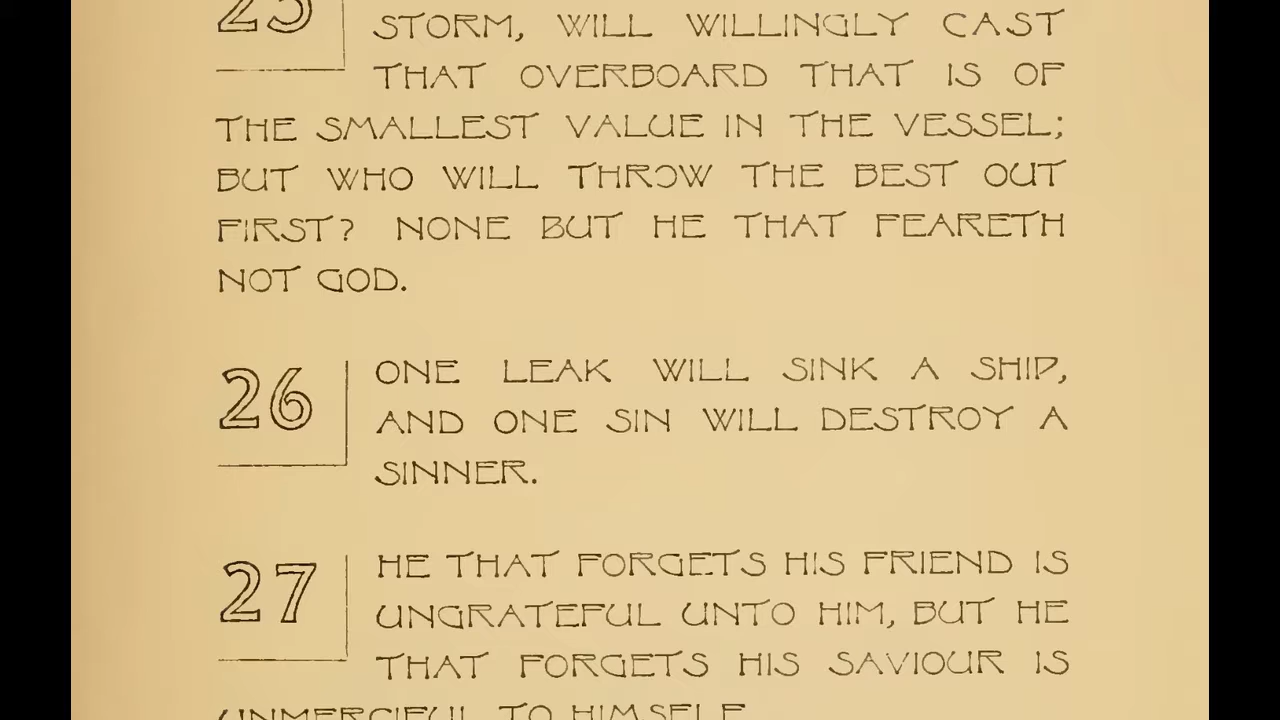 25
STORM, WILL WILLINGLY CAST
THAT OVERBOARD THAT IS OF
THE SMALLEST VALUE IN THE VESSEL;
BUT WHO WILL THROW THE BEST OUT
FIRST? NONE BUT HE THAT FEARETH
NOT GOD.
26
ONE LEAK WILL SINK A SHIP,
AND ONE SIN WILL DESTROY A
SINNER.
27
HE THAT FORGETS HIS FRIEND IS
UNGRATEFUL UNTO HIM, BUT HE
THAT FORGETS HIS SAVIOUR IS
UNMERCIFUL TO HIMSELF